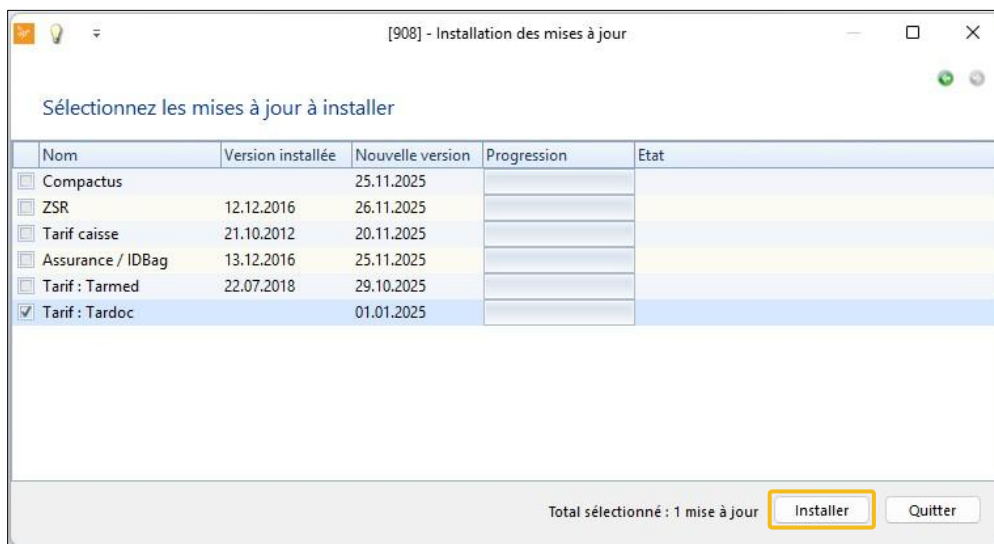 [908] - Installation des mises à jour
Sélectionnez les mises à jour à installer
Nom Version installée Nouvelle version Progression Etat
Compactus 25.11.2025
ZSR 12.12.2016 26.11.2025
Tarif caisse 21.10.2012 20.11.2025
Assurance / IDBag 13.12.2016 25.11.2025
Tarif : Tarmed 22.07.2018 29.10.2025
Tarif : Tardoc 01.01.2025
Total sélectionné : 1 mise à jour Installer Quitter